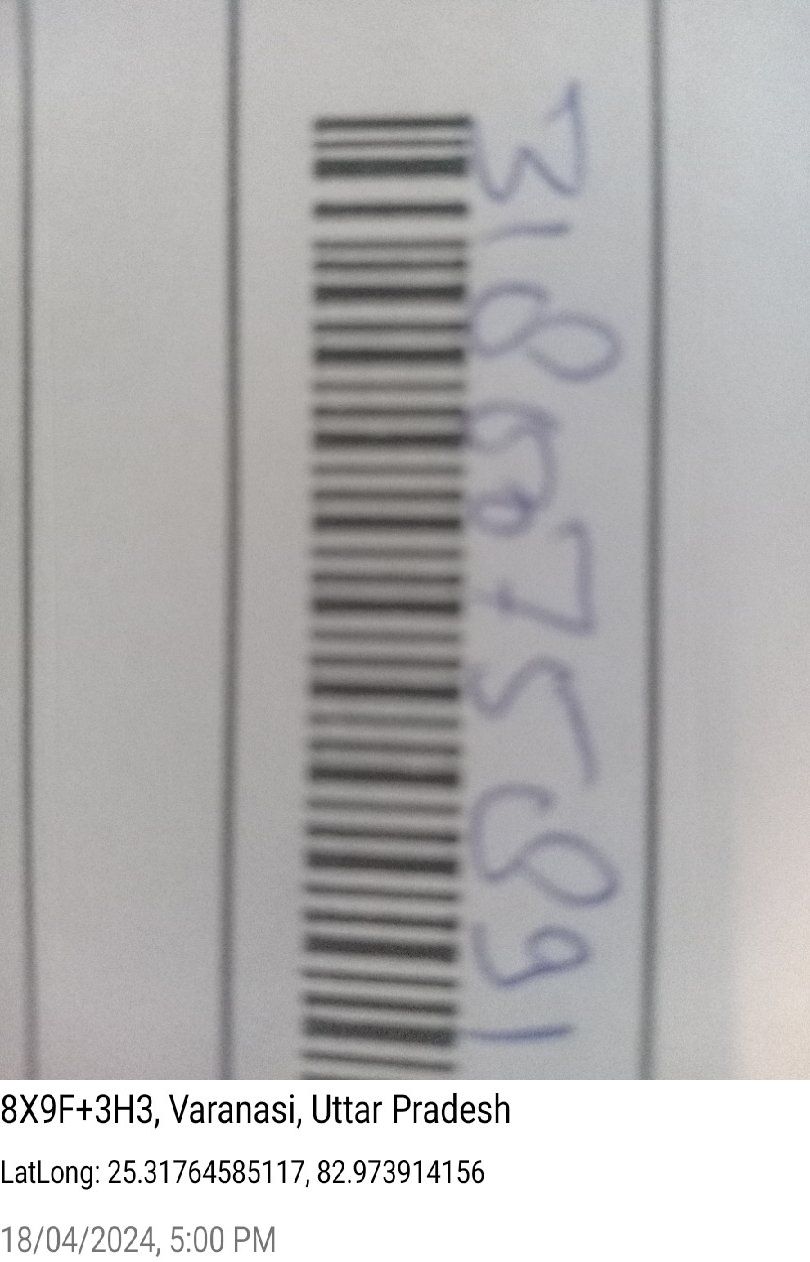 8X9F+3H3, Varanasi, Uttar Pradesh
LatLong: 25.31764585117, 82.973914156
18/04/2024, 5:00 PM